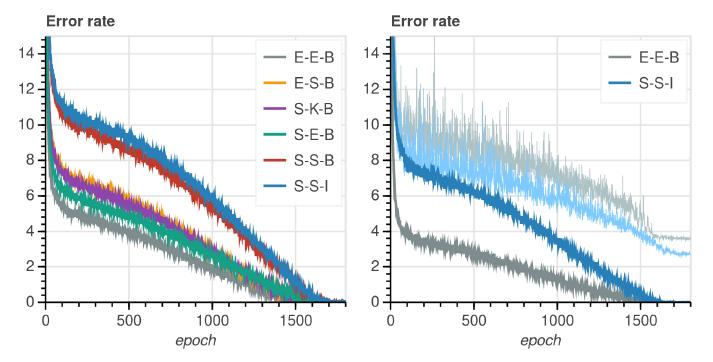 Error rate
14
12
10
8
6
4
2
0
0 500 1000 1500
epoch
E-E-B
E-S-B
S-K-B
S-E-B
S-S-B
S-S-I
Error rate
14
12
10
8
6
4
2
0
0 500 1000 1500
epoch
E-E-B
S-S-I